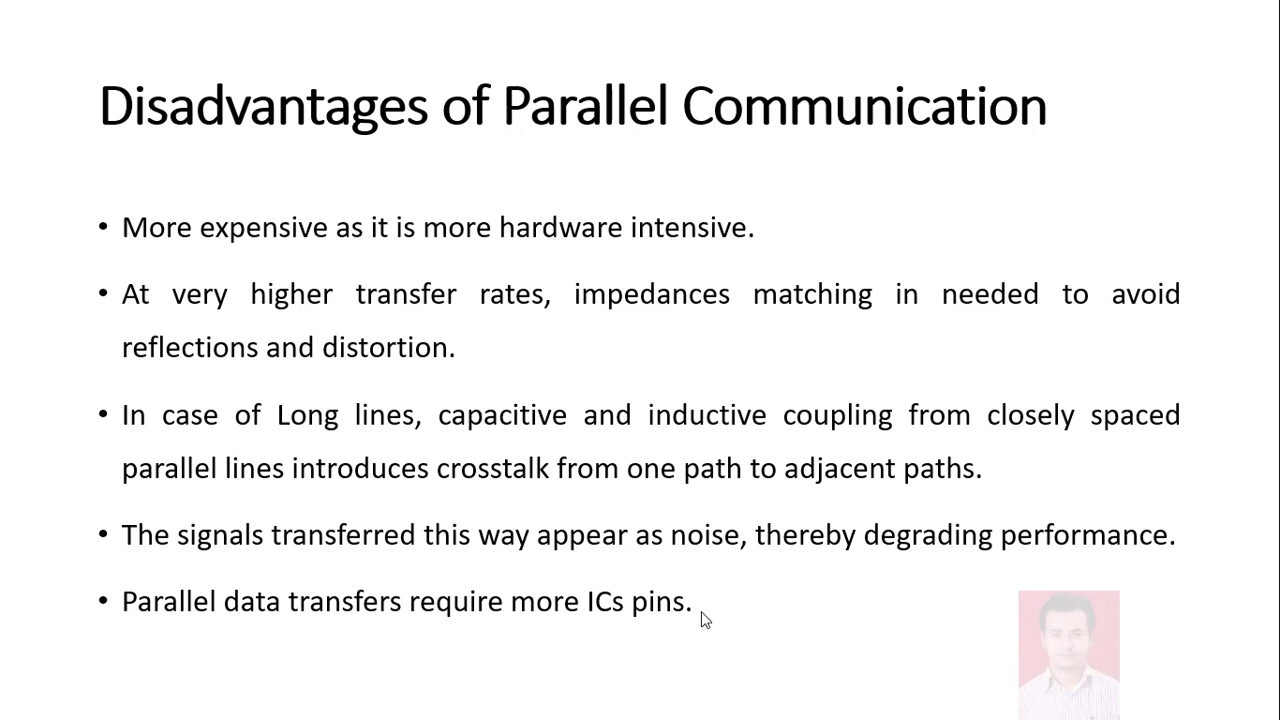 Disadvantages of Parallel Communication
• More expensive as it is more hardware intensive.
• At very higher transfer rates, impedances matching in needed to avoid
reflections and distortion.
• In case of Long lines, capacitive and inductive coupling from closely spaced
parallel lines introduces crosstalk from one path to adjacent paths.
• The signals transferred this way appear as noise, thereby degrading performance.
• Parallel data transfers require more ICs pins.